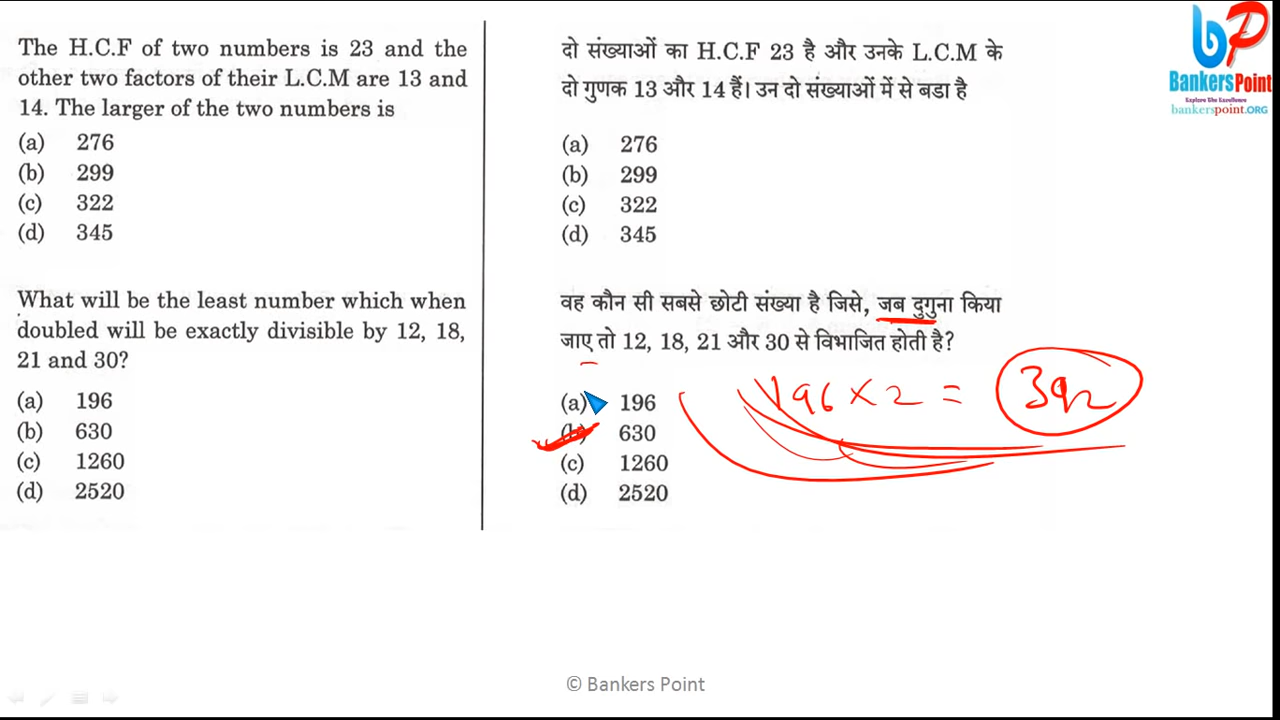 The H.C.F of two numbers is 23 and the
other two factors of their L.C.M are 13 and
14. The larger of the two numbers is
(a) 276
(b) 299
(c) 322
(d) 345
What will be the least number which when
doubled will be exactly divisible by 12, 18,
21 and 30?
(a) 196
(b) 630
(c) 1260
(d) 2520
दो संख्याओं का H.C.F 23 है और उनके L.C.M के
दो गुणक 13 और 14 हैं। उन दो संख्याओं में से बडा है
(a) 276
(b) 299
(c) 322
(d) 345
वह कौन सी सबसे छोटी संख्या है जिसे, जब दुगुना किया
जाए तो 12, 18, 21 और 30 से विभाजित होती है?
(a) 196
(b) 630
(c) 1260
(d) 2520
196 × 2 = 392
bP
BankersPoint
Explore The Excellence
bankerspoint.ORG
© Bankers Point